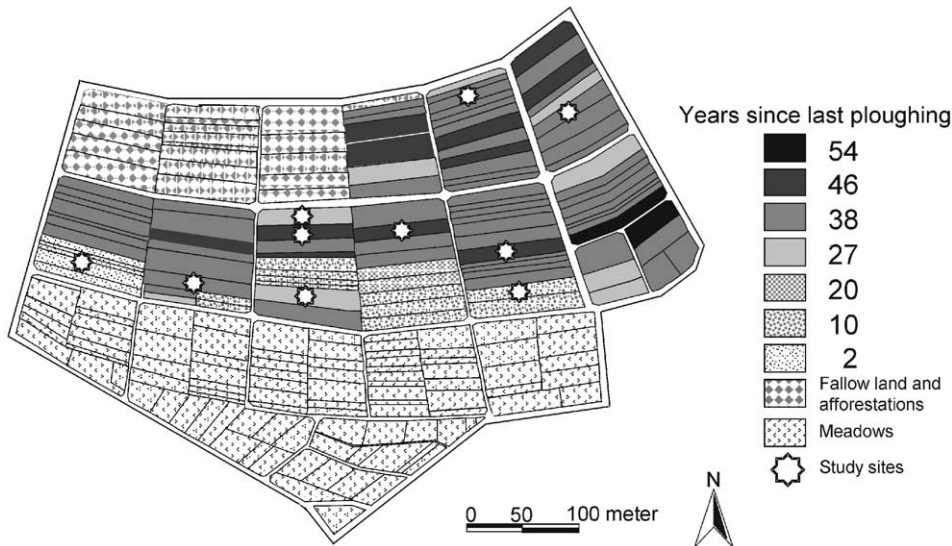 Years since last ploughing
54
46
38
27
20
10
2
Fallow land and
afforestations
Meadows
Study sites
N
0 50 100 meter